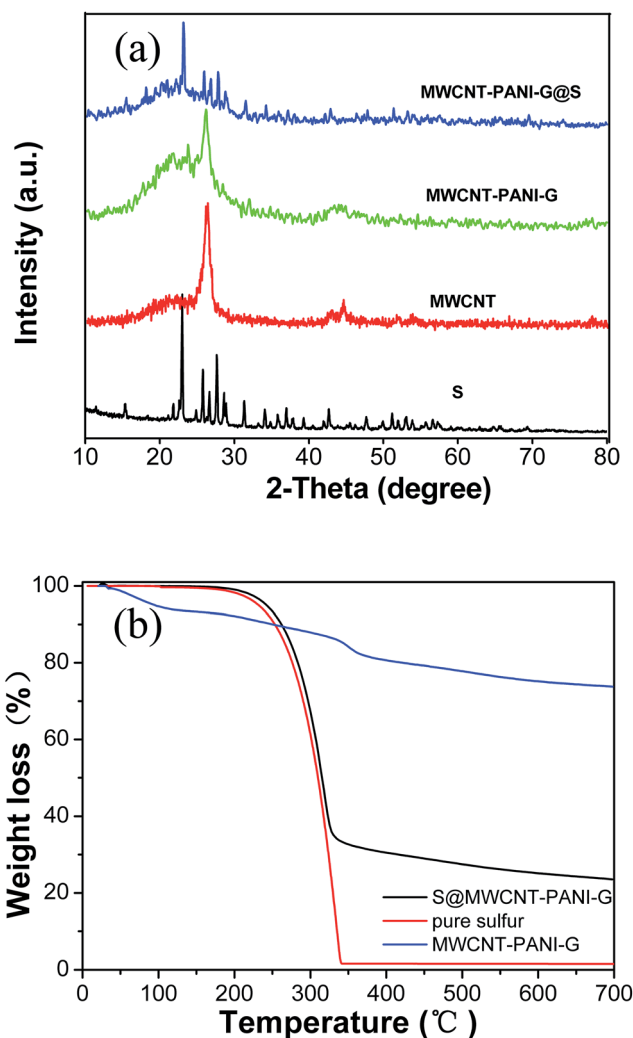 (a)
MWCNT-PANI-G@S
MWCNT-PANI-G
MWCNT
S
Intensity (a.u.)
10 20 30 40 50 60 70 80
2-Theta (degree)
(b)
100
80
60
40
20
0
Weight loss (%)
S@MWCNT-PANI-G
pure sulfur
MWCNT-PANI-G
0 100 200 300 400 500 600 700
Temperature (℃)